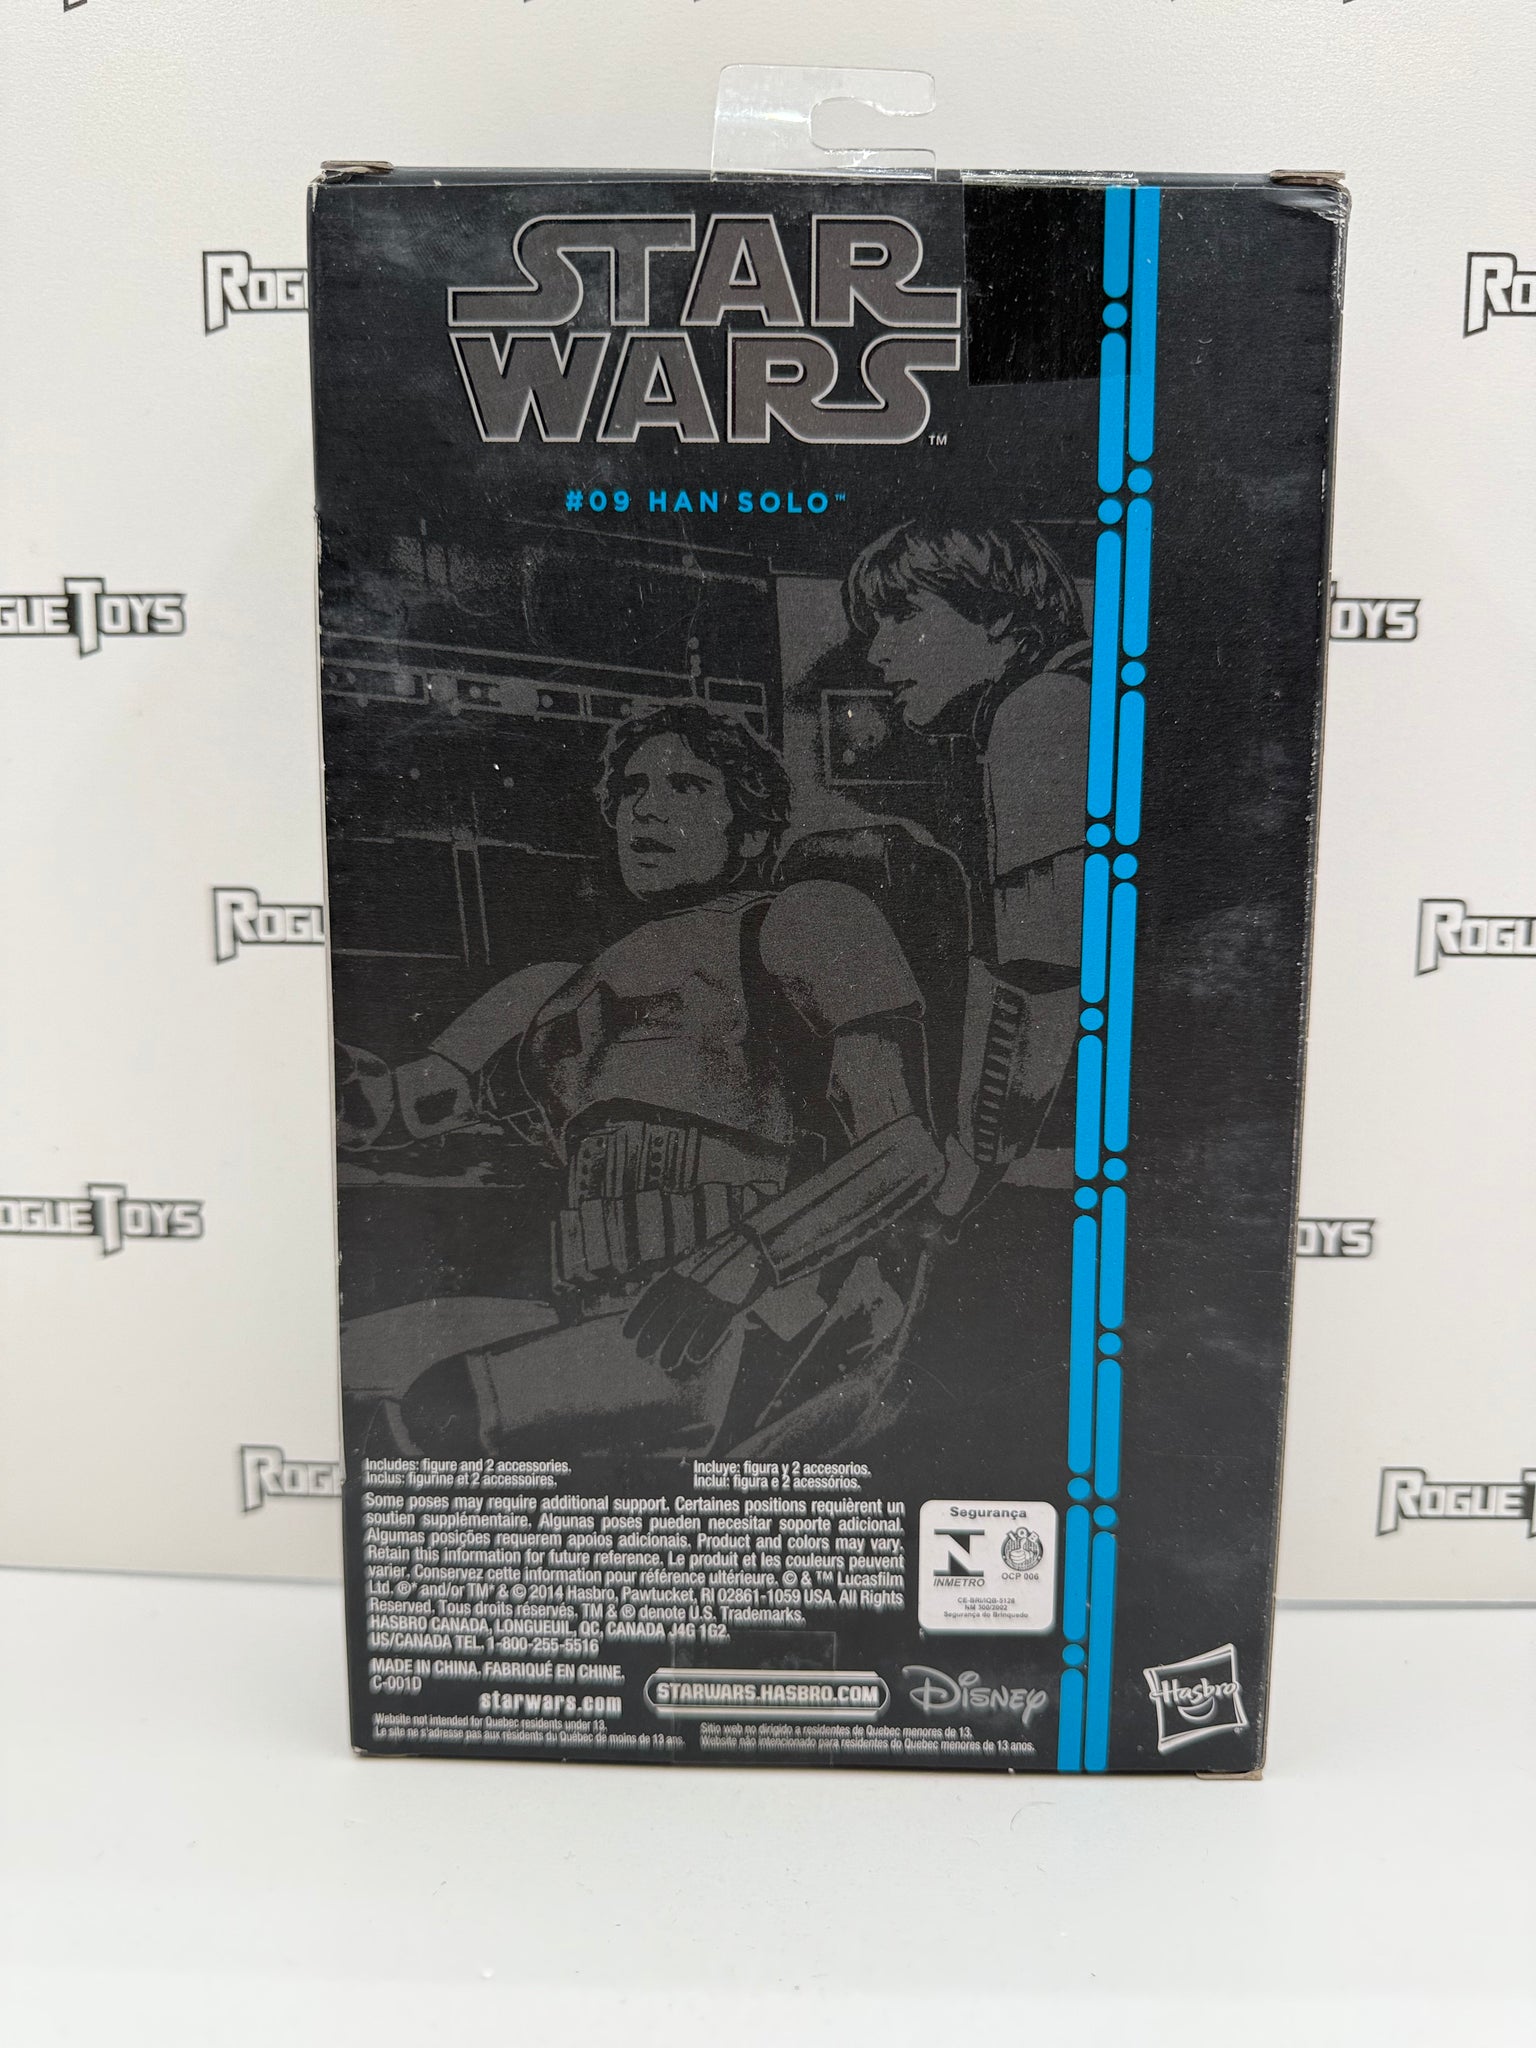 STAR
WARS
™
#09 HAN SOLO™
ROGUE TOYS
Includes: figure and 2 accessories.
Inclus: figurine et 2 accessoires.
Incluye: figura y 2 accesorios.
Inclui: figura e 2 acessórios.
Some poses may require additional support. Certaines positions requièrent un
soutien supplémentaire. Algunas poses pueden necesitar soporte adicional.
Algumas posições requerem apoios adicionais. Product and colors may vary.
Retain this information for future reference. Le produit et les couleurs peuvent
varier. Conservez cette information pour référence ultérieure. © & ™ Lucasfilm
Ltd. ®* and/or TM* & © 2014 Hasbro, Pawtucket, RI 02861-1059 USA. All Rights
Reserved. Tous droits réservés. TM & ® denote U.S. Trademarks.
HASBRO CANADA, LONGUEUIL, QC, CANADA J4G 1G2.
US/CANADA TEL. 1-800-255-5516
MADE IN CHINA. FABRIQUÉ EN CHINE.
C-001D
starwars.com
STARWARS.HASBRO.COM
Disney
Hasbro
Segurança
INMETRO
IQB
OCP 006
CE-BRI/IQB-5128
NM 300/2002
Segurança do Brinquedo
Website not intended for Quebec residents under 13.
Le site ne s'adresse pas aux résidents du Québec de moins de 13 ans.
Sitio web no dirigido a residentes de Quebec menores de 13.
Website não intencionado para residentes do Quebec menores de 13 anos.